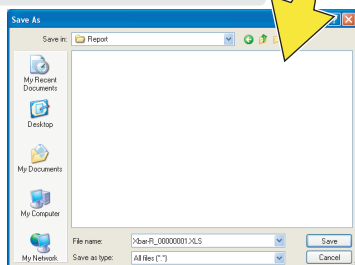 Save As
Save in:
Report
My Recent
Documents
Desktop
My Documents
My Computer
My Network
File name:
Xbar-R_00000001.XLS
Save
Save as type:
All files (*.*)
Cancel